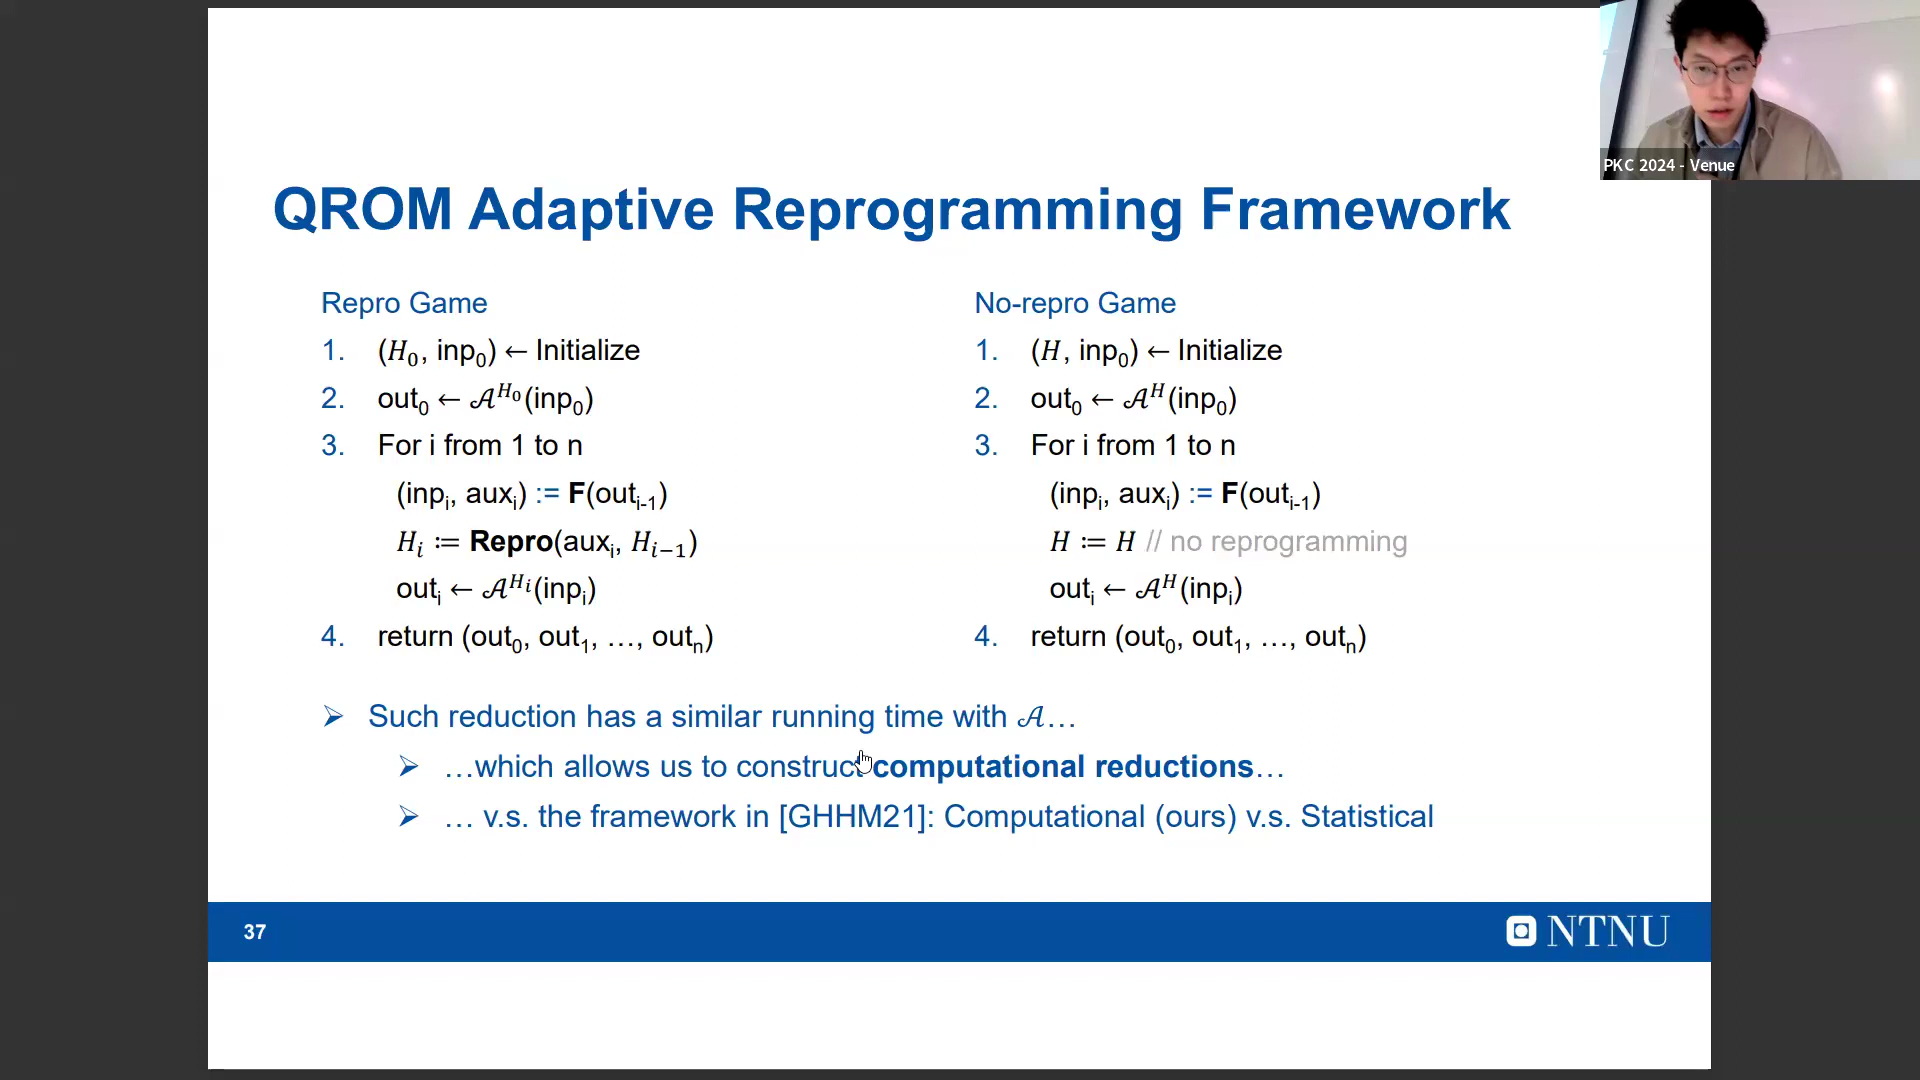 PKC 2024 - Venue
QROM Adaptive Reprogramming Framework
Repro Game
1. (H₀, inp₀) ← Initialize
2. out₀ ← 𝒜^H₀(inp₀)
3. For i from 1 to n
(inpᵢ, auxᵢ) := F(outᵢ₋₁)
Hᵢ ≔ Repro(auxᵢ, Hᵢ₋₁)
outᵢ ← 𝒜^Hᵢ(inpᵢ)
4. return (out₀, out₁, …, outₙ)
No-repro Game
1. (H, inp₀) ← Initialize
2. out₀ ← 𝒜^H(inp₀)
3. For i from 1 to n
(inpᵢ, auxᵢ) := F(outᵢ₋₁)
H ≔ H // no reprogramming
outᵢ ← 𝒜^H(inpᵢ)
4. return (out₀, out₁, …, outₙ)
➢ Such reduction has a similar running time with 𝒜…
➢ …which allows us to construct computational reductions…
➢ … v.s. the framework in [GHHM21]: Computational (ours) v.s. Statistical
37
NTNU